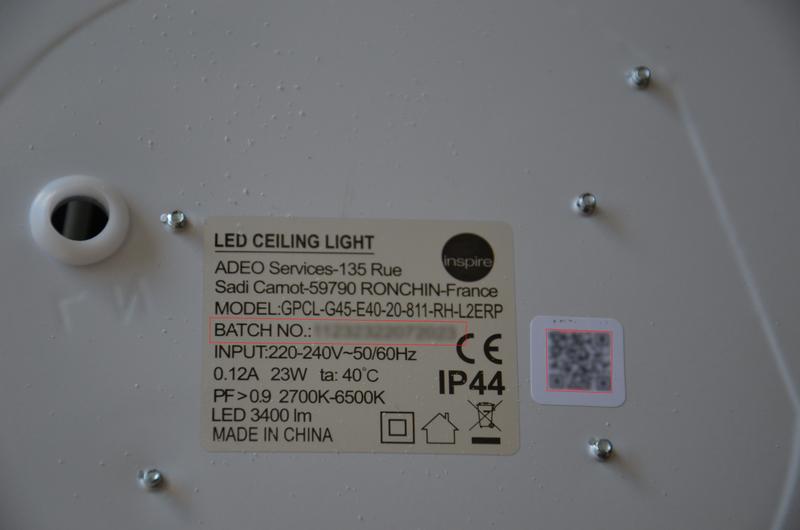 LED CEILING LIGHT
inspire
ADEO Services-135 Rue
Sadi Carnot-59790 RONCHIN-France
MODEL:GPCL-G45-E40-20-811-RH-L2ERP
BATCH NO.:
INPUT:220-240V~50/60Hz
CE
0.12A 23W ta: 40°C
IP44
PF>0.9 2700K-6500K
LED 3400 lm
MADE IN CHINA